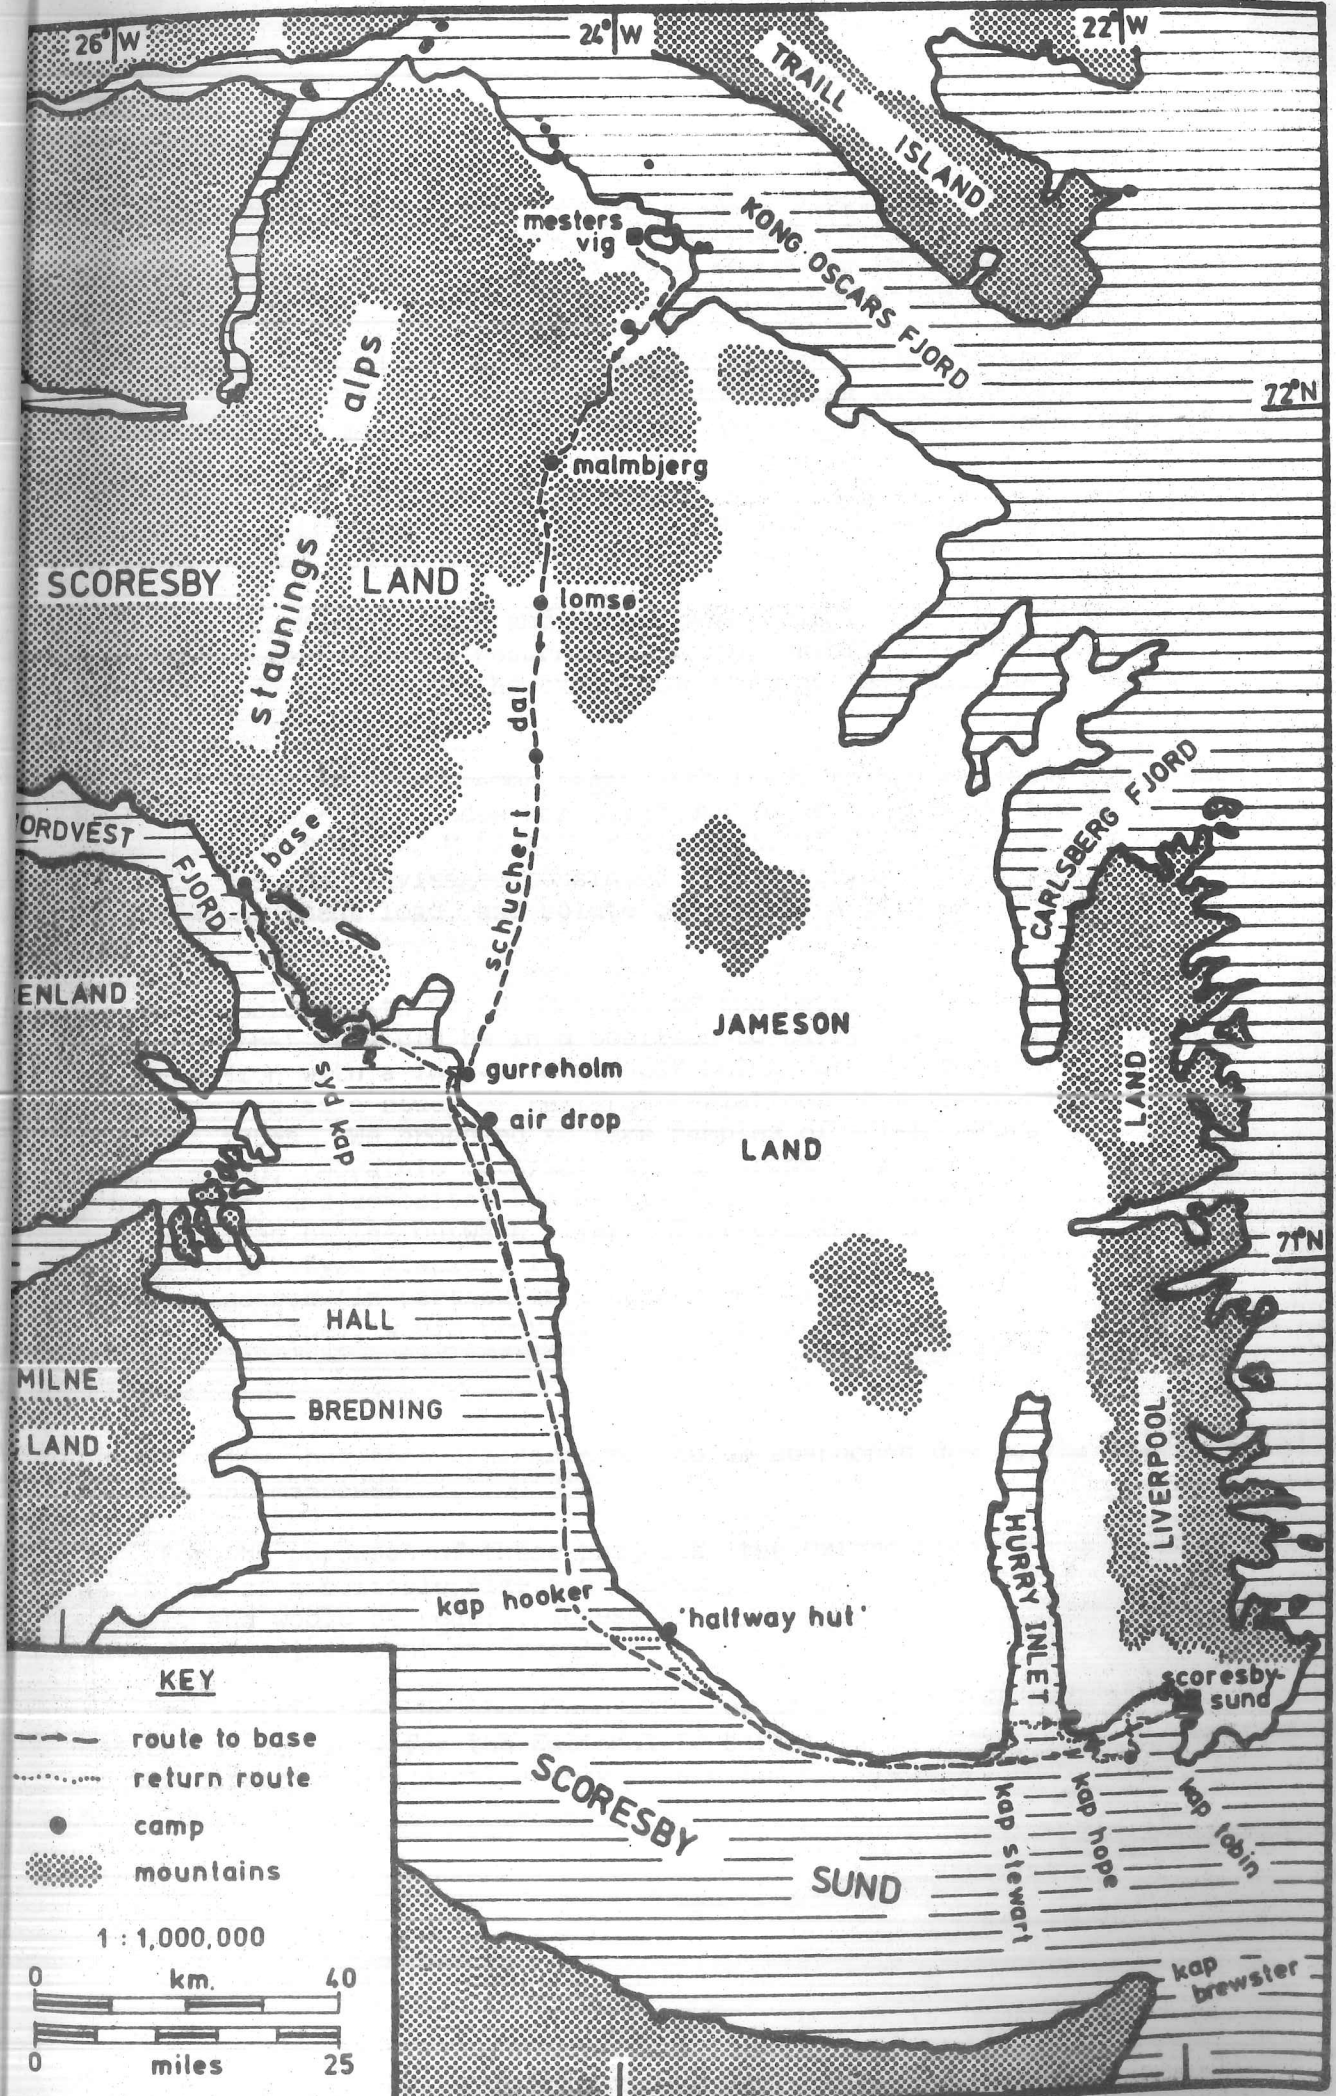 26°W
24°W
22°W
TRAILL
ISLAND
mesters
vig
KONG OSCARS FJORD
72°N
alps
malmbjerg
SCORESBY
LAND
staunings
lomsø
schuchert dal
CARLSBERG FJORD
ORDVEST
FJORD
base
ENLAND
JAMESON
LAND
LAND
gurreholm
air drop
syd kap
71°N
HALL
BREDNING
MILNE
LAND
LIVERPOOL
HURRY INLET
kap hooker
'halfway hut'
scoresby-
sund
SCORESBY
SUND
kap stewart
kap hope
kap tobin
kap
brewster
KEY
route to base
return route
camp
mountains
1 : 1,000,000
0 km. 40
0 miles 25